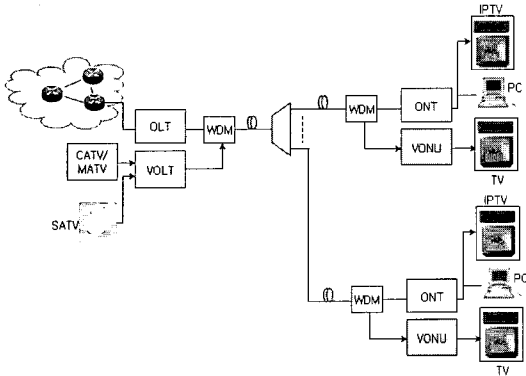 IPTV
PC
OLT
WDM
WDM
ONT
CATV/
MATV
VOLT
VONU
TV
SATV
IPTV
PC
WDM
ONT
VONU
TV